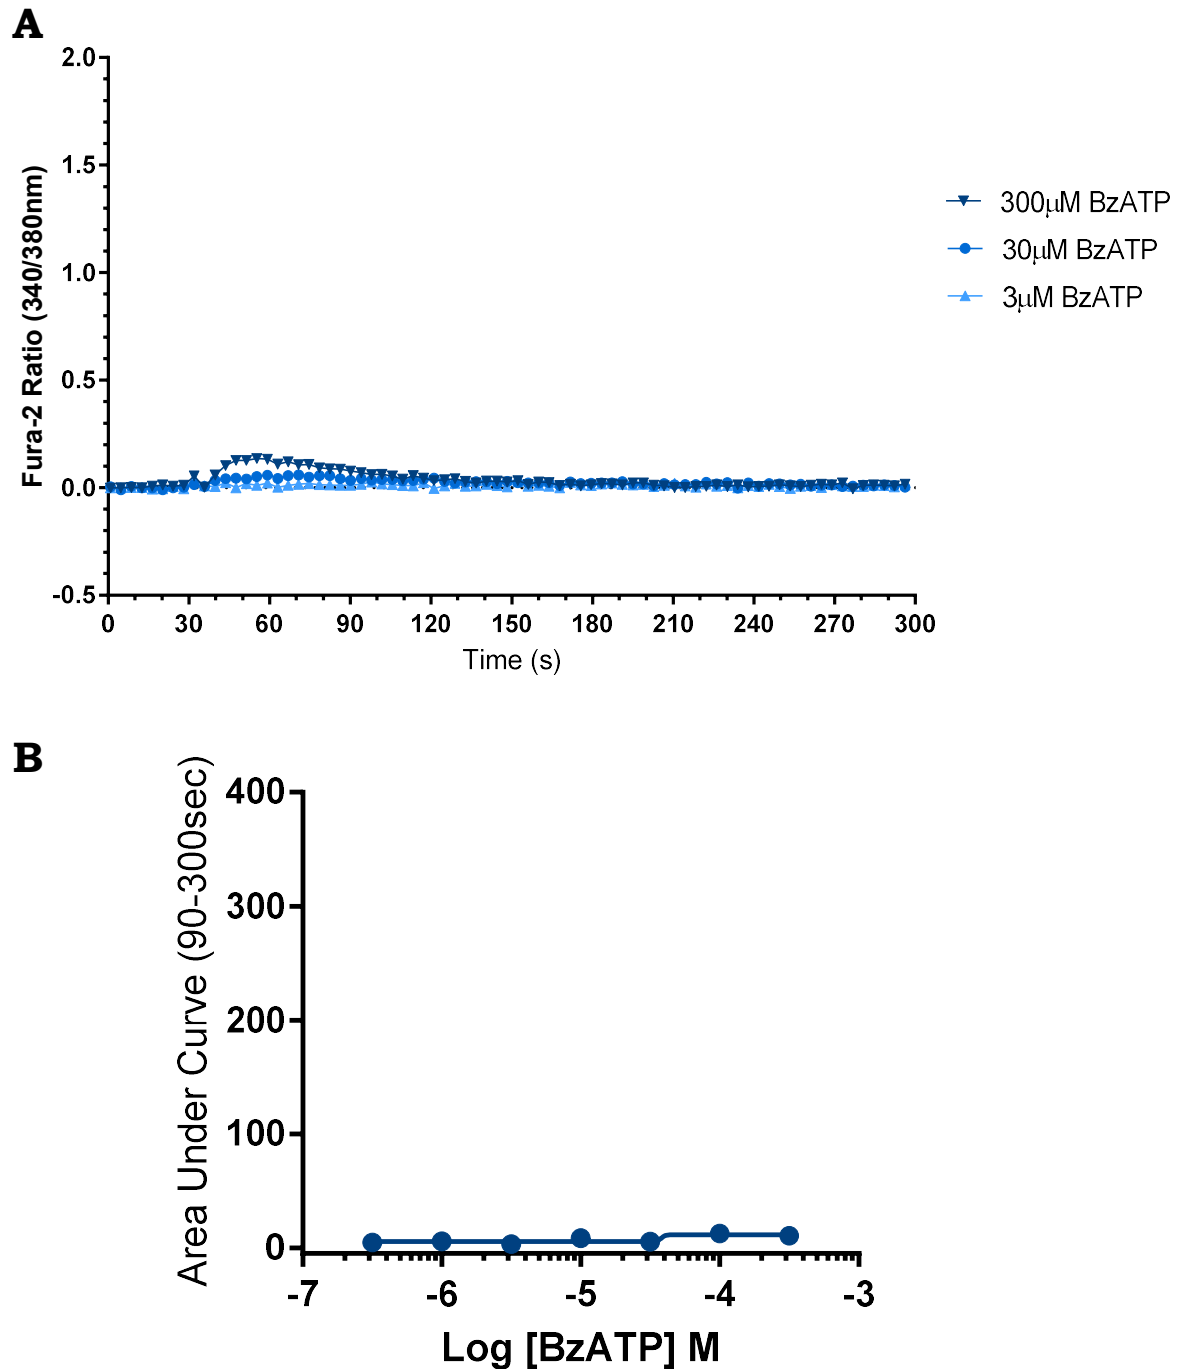 A
2.0
1.5
1.0
0.5
0.0
-0.5
Fura-2 Ratio (340/380nm)
0 30 60 90 120 150 180 210 240 270 300
Time (s)
300μM BzATP
30μM BzATP
3μM BzATP
B
400
300
200
100
0
Area Under Curve (90-300sec)
-7 -6 -5 -4 -3
Log [BzATP] M